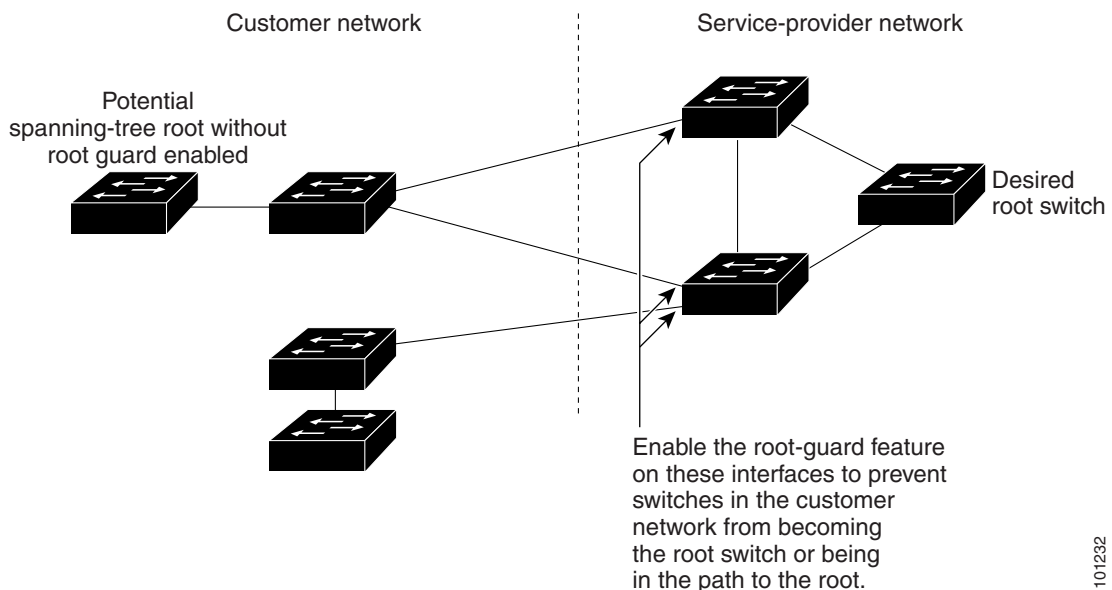 Customer network
Service-provider network
Potential
spanning-tree root without
root guard enabled
Desired
root switch
Enable the root-guard feature
on these interfaces to prevent
switches in the customer
network from becoming
the root switch or being
in the path to the root.
101232